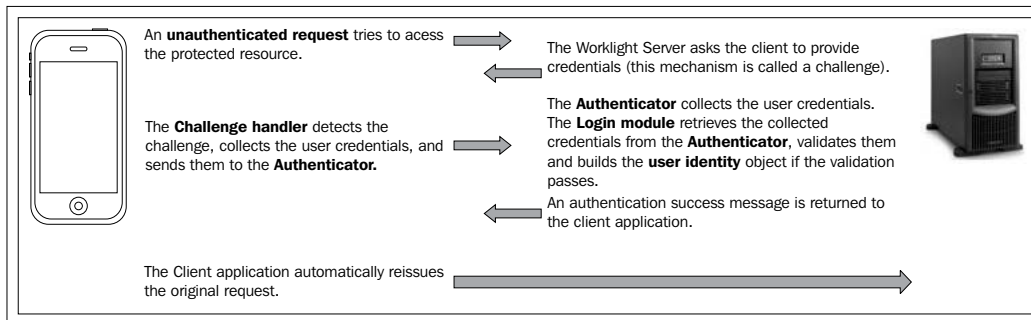 An unauthenticated request tries to acess
the protected resource.
The Worklight Server asks the client to provide
credentials (this mechanism is called a challenge).
The Challenge handler detects the
challenge, collects the user credentials, and
sends them to the Authenticator.
The Authenticator collects the user credentials.
The Login module retrieves the collected
credentials from the Authenticator, validates them
and builds the user identity object if the validation
passes.
An authentication success message is returned to
the client application.
The Client application automatically reissues
the original request.